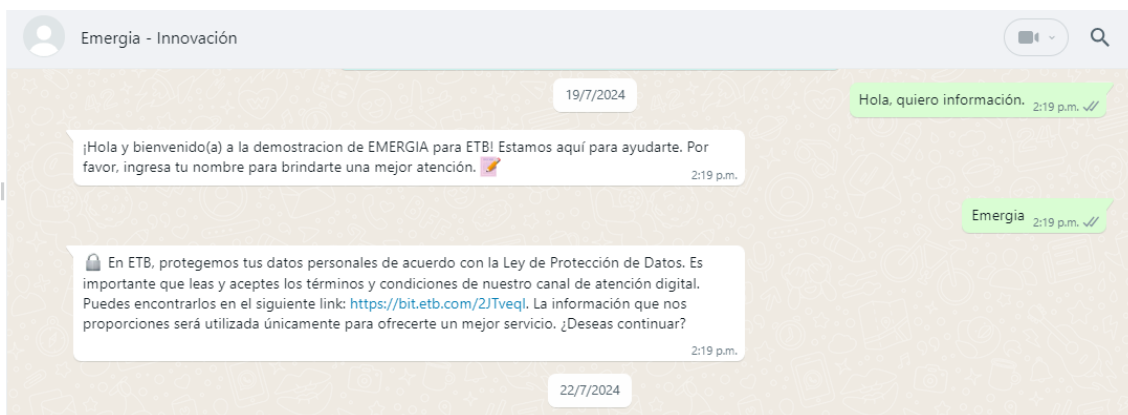 Emergia - Innovación
19/7/2024
Hola, quiero información. 2:19 p.m.
¡Hola y bienvenido(a) a la demostracion de EMERGIA para ETB! Estamos aquí para ayudarte. Por
favor, ingresa tu nombre para brindarte una mejor atención. 📝
2:19 p.m.
Emergia 2:19 p.m.
🔒 En ETB, protegemos tus datos personales de acuerdo con la Ley de Protección de Datos. Es
importante que leas y aceptes los términos y condiciones de nuestro canal de atención digital.
Puedes encontrarlos en el siguiente link: https://bit.etb.com/2JTveqI. La información que nos
proporciones será utilizada únicamente para ofrecerte un mejor servicio. ¿Deseas continuar?
2:19 p.m.
22/7/2024